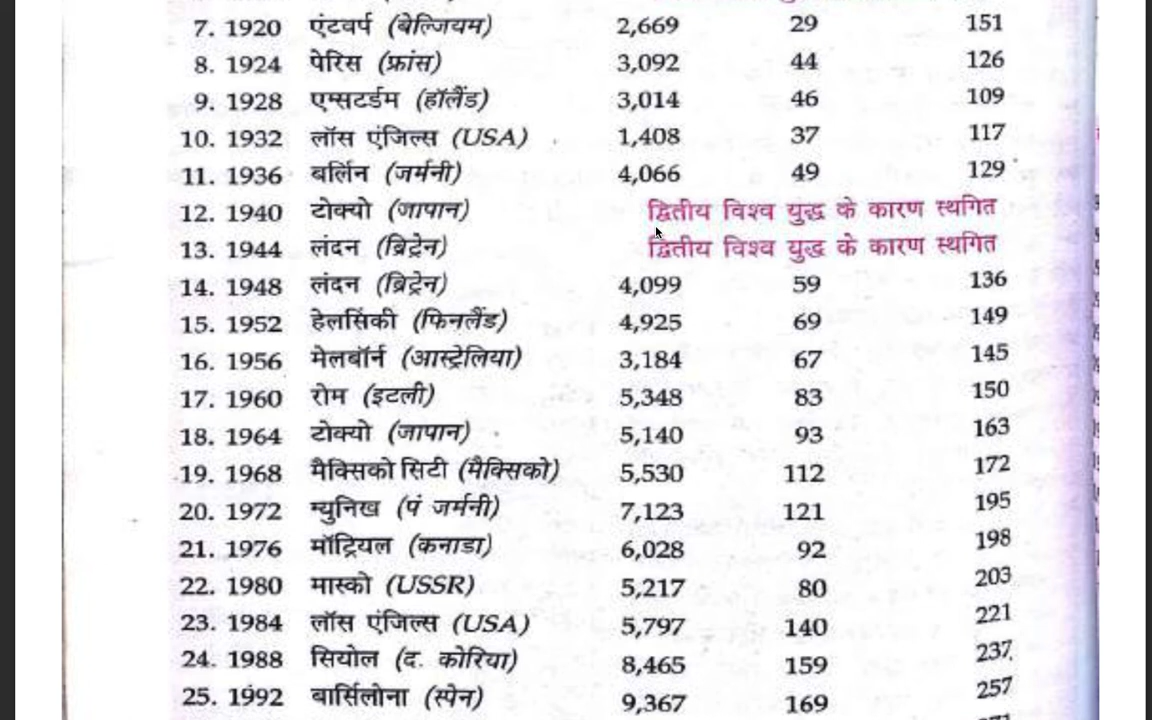 7. 1920 एंटवर्प (बेल्जियम) 2,669 29 151
8. 1924 पेरिस (फ्रांस) 3,092 44 126
9. 1928 एम्सटर्डम (हॉलैंड) 3,014 46 109
10. 1932 लॉस एंजिल्स (USA) 1,408 37 117
11. 1936 बर्लिन (जर्मनी) 4,066 49 129
12. 1940 टोक्यो (जापान) द्वितीय विश्व युद्ध के कारण स्थगित
13. 1944 लंदन (ब्रिट्रेन) द्वितीय विश्व युद्ध के कारण स्थगित
14. 1948 लंदन (ब्रिट्रेन) 4,099 59 136
15. 1952 हेलसिंकी (फिनलैंड) 4,925 69 149
16. 1956 मेलबॉर्न (आस्ट्रेलिया) 3,184 67 145
17. 1960 रोम (इटली) 5,348 83 150
18. 1964 टोक्यो (जापान) 5,140 93 163
19. 1968 मैक्सिको सिटी (मैक्सिको) 5,530 112 172
20. 1972 म्युनिख (पं जर्मनी) 7,123 121 195
21. 1976 मॉट्रियल (कनाडा) 6,028 92 198
22. 1980 मास्को (USSR) 5,217 80 203
23. 1984 लॉस एंजिल्स (USA) 5,797 140 221
24. 1988 सियोल (द. कोरिया) 8,465 159 237
25. 1992 बार्सिलोना (स्पेन) 9,367 169 257